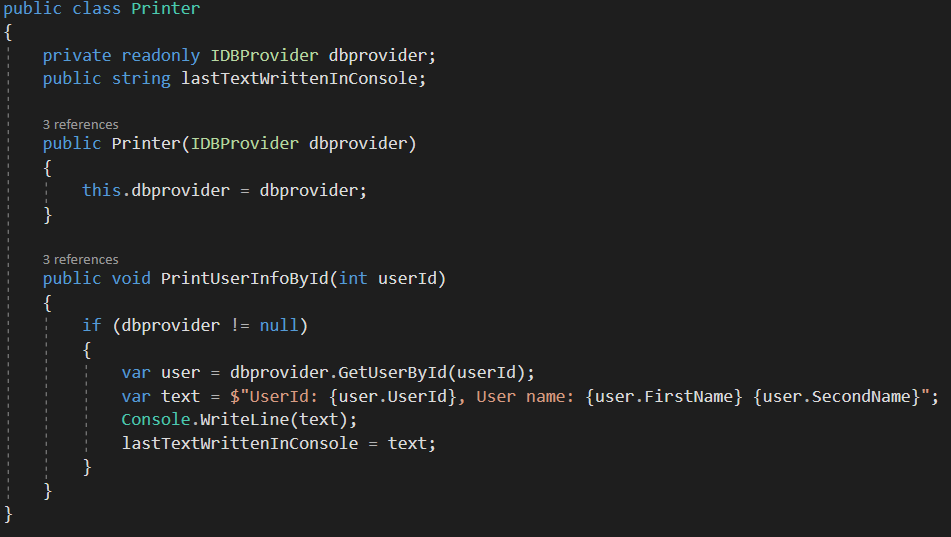 public class Printer
{
private readonly IDBProvider dbprovider;
public string lastTextWrittenInConsole;
3 references
public Printer(IDBProvider dbprovider)
{
this.dbprovider = dbprovider;
}
3 references
public void PrintUserInfoById(int userId)
{
if (dbprovider != null)
{
var user = dbprovider.GetUserById(userId);
var text = $"UserId: {user.UserId}, User name: {user.FirstName} {user.SecondName}";
Console.WriteLine(text);
lastTextWrittenInConsole = text;
}
}
}